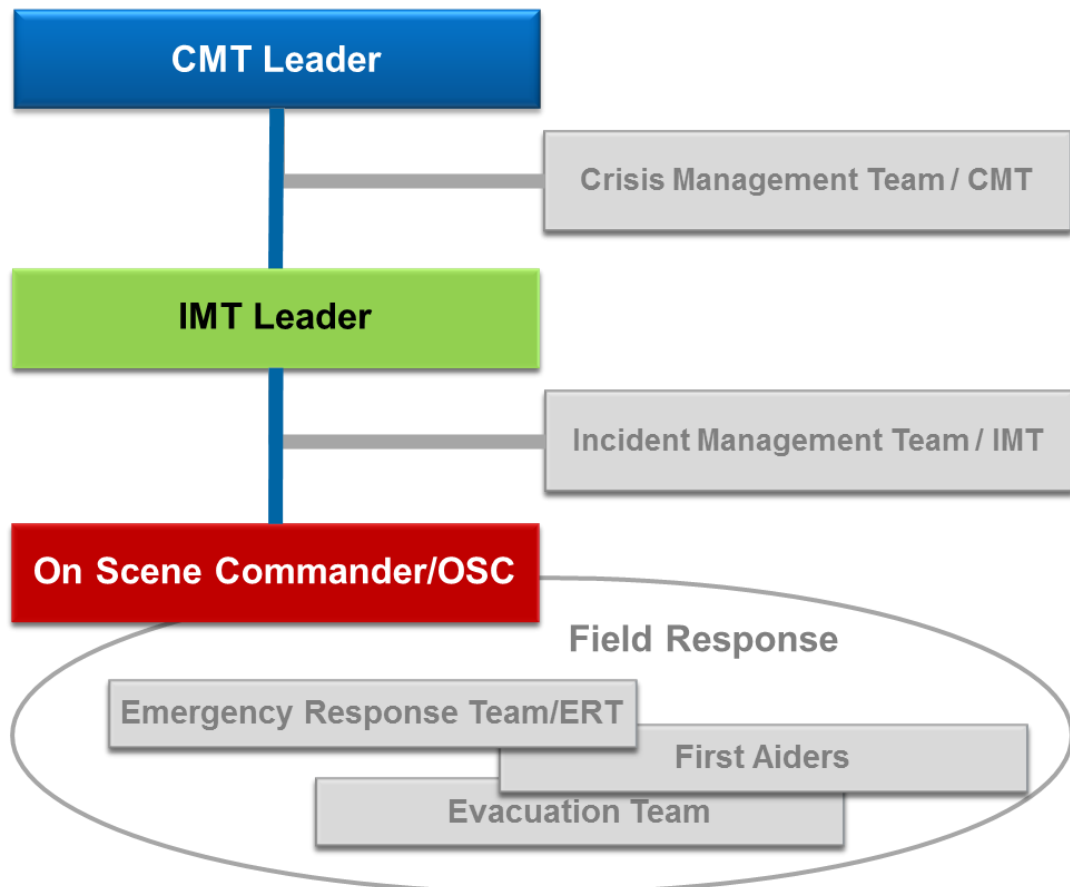 CMT Leader
Crisis Management Team / CMT
IMT Leader
Incident Management Team / IMT
On Scene Commander/OSC
Field Response
Emergency Response Team/ERT
First Aiders
Evacuation Team